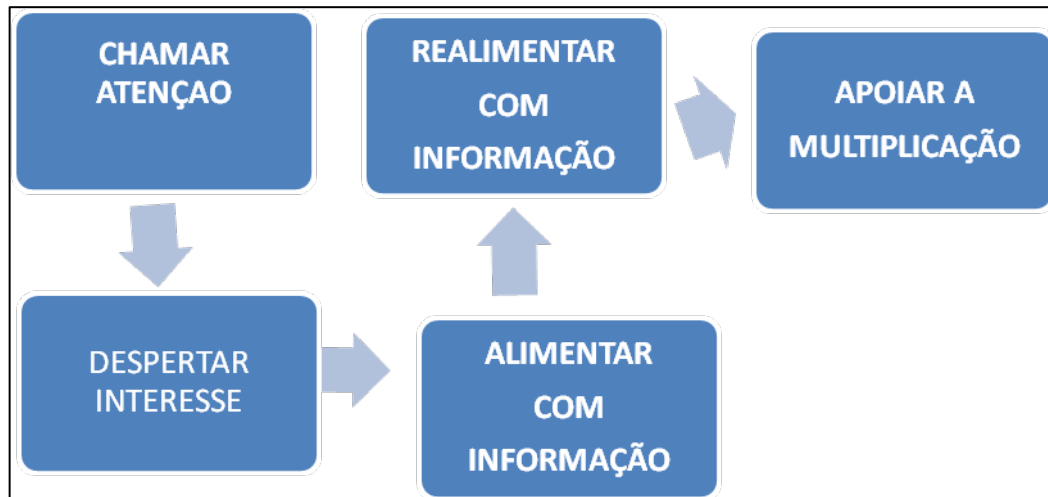 CHAMAR
ATENÇAO
DESPERTAR
INTERESSE
ALIMENTAR
COM
INFORMAÇÃO
REALIMENTAR
COM
INFORMAÇÃO
APOIAR A
MULTIPLICAÇÃO